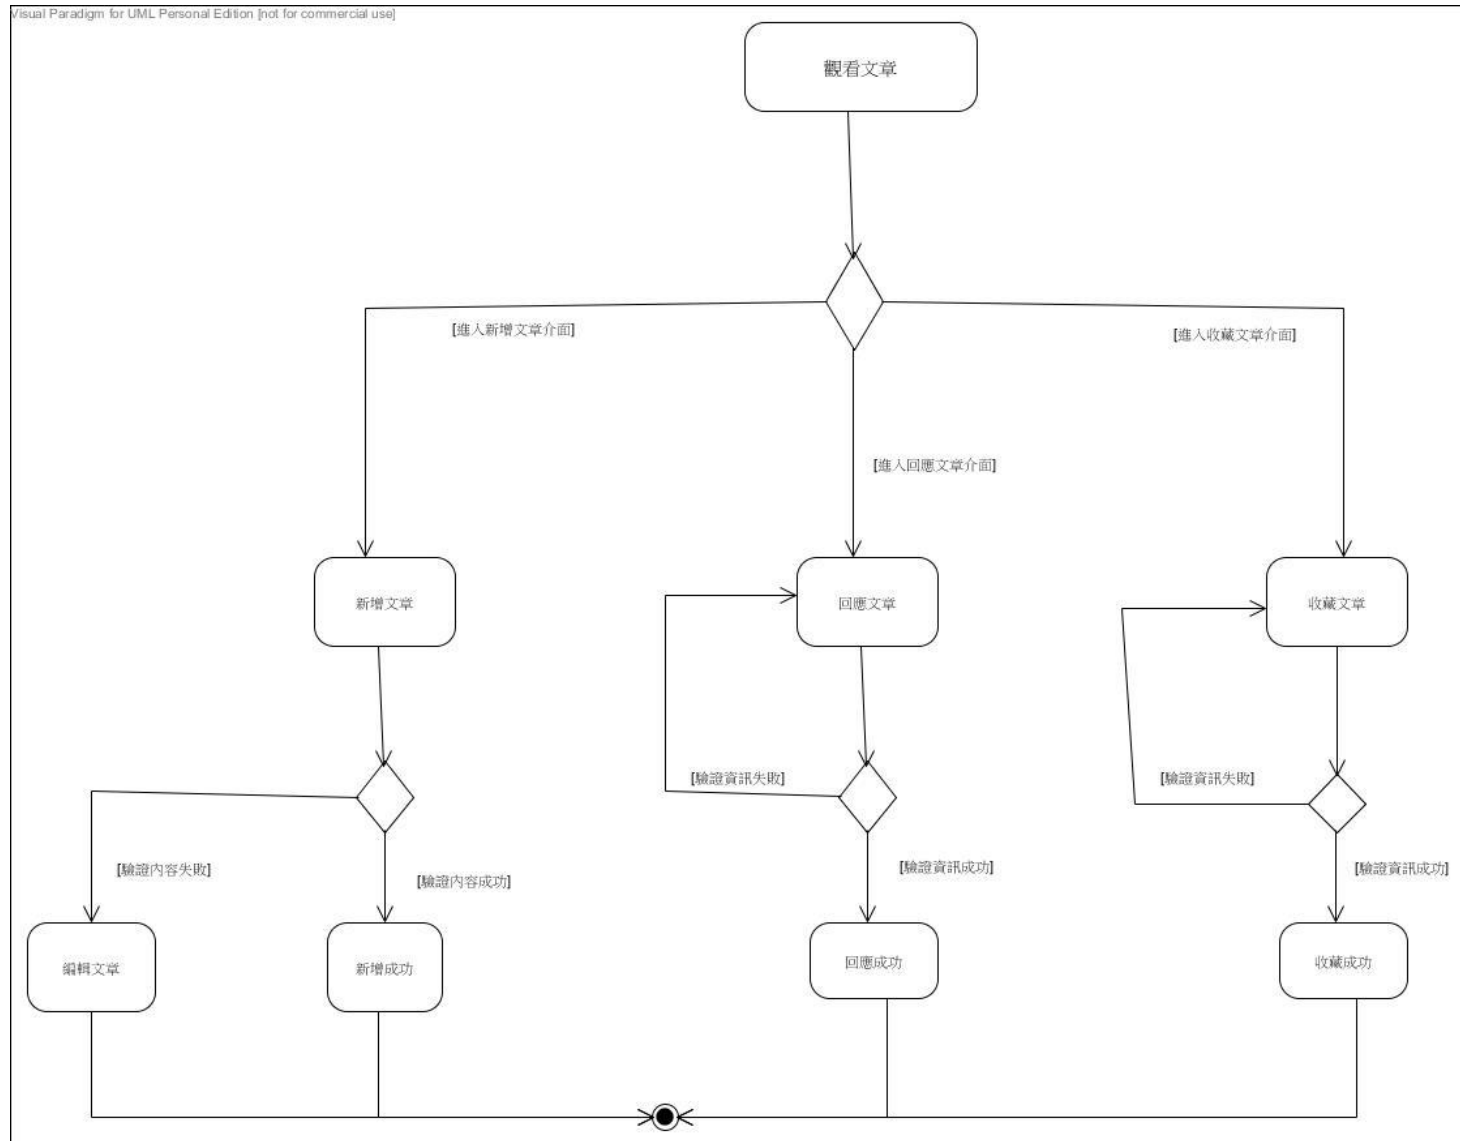 Visual Paradigm for UML Personal Edition [not for commercial use]
觀看文章
[進入新增文章介面]
[進入收藏文章介面]
[進入回應文章介面]
新增文章
回應文章
收藏文章
[驗證資訊失敗]
[驗證資訊失敗]
[驗證內容失敗]
[驗證內容成功]
[驗證資訊成功]
[驗證資訊成功]
編輯文章
新增成功
回應成功
收藏成功